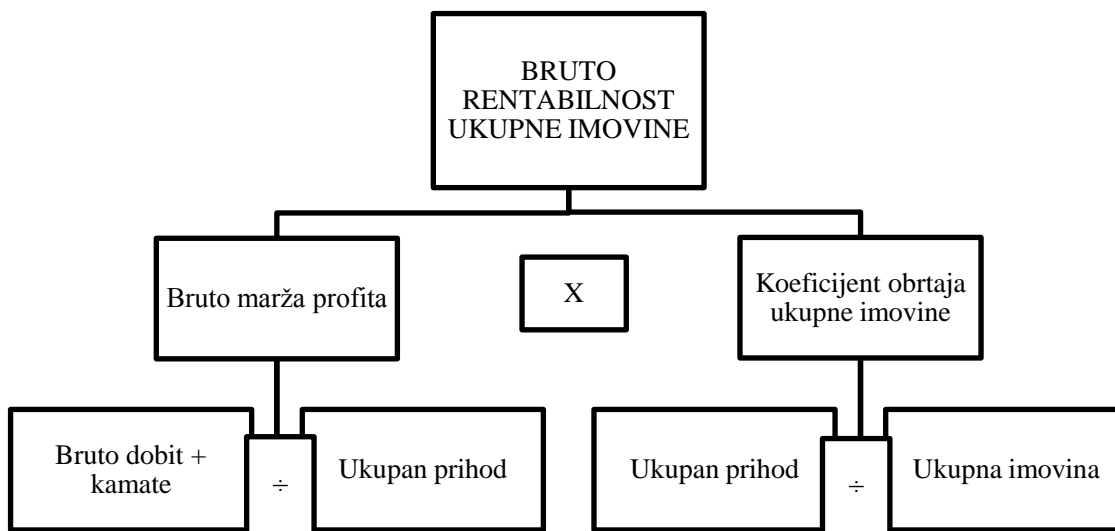 BRUTO
RENTABILNOST
UKUPNE IMOVINE
Bruto marža profita
X
Koeficijent obrtaja
ukupne imovine
Bruto dobit +
kamate
÷
Ukupan prihod
Ukupan prihod
÷
Ukupna imovina